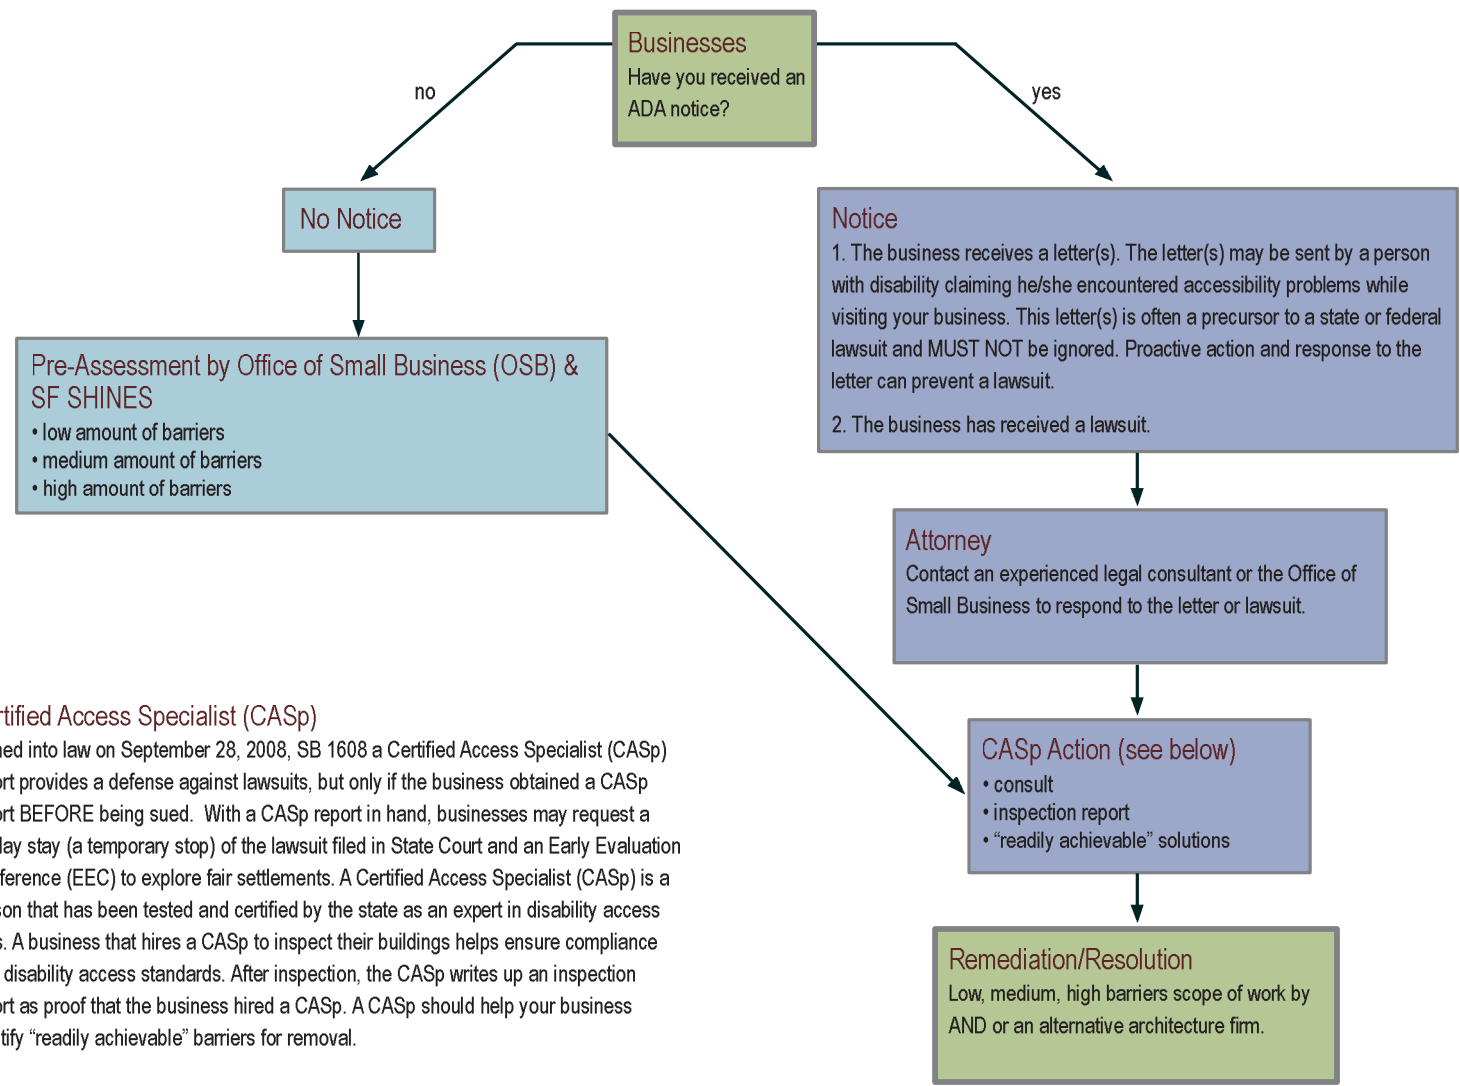 Businesses
Have you received an
ADA notice?
no
yes
No Notice
Notice
1. The business receives a letter(s). The letter(s) may be sent by a person
with disability claiming he/she encountered accessibility problems while
visiting your business. This letter(s) is often a precursor to a state or federal
lawsuit and MUST NOT be ignored. Proactive action and response to the
letter can prevent a lawsuit.
2. The business has received a lawsuit.
Pre-Assessment by Office of Small Business (OSB) &
SF SHINES
• low amount of barriers
• medium amount of barriers
• high amount of barriers
Attorney
Contact an experienced legal consultant or the Office of
Small Business to respond to the letter or lawsuit.
CASp Action (see below)
• consult
• inspection report
• “readily achievable” solutions
Remediation/Resolution
Low, medium, high barriers scope of work by
AND or an alternative architecture firm.
rtified Access Specialist (CASp)
ned into law on September 28, 2008, SB 1608 a Certified Access Specialist (CASp)
ort provides a defense against lawsuits, but only if the business obtained a CASp
ort BEFORE being sued.  With a CASp report in hand, businesses may request a
lay stay (a temporary stop) of the lawsuit filed in State Court and an Early Evaluation
ference (EEC) to explore fair settlements. A Certified Access Specialist (CASp) is a
son that has been tested and certified by the state as an expert in disability access
s. A business that hires a CASp to inspect their buildings helps ensure compliance
disability access standards. After inspection, the CASp writes up an inspection
ort as proof that the business hired a CASp. A CASp should help your business
tify “readily achievable” barriers for removal.